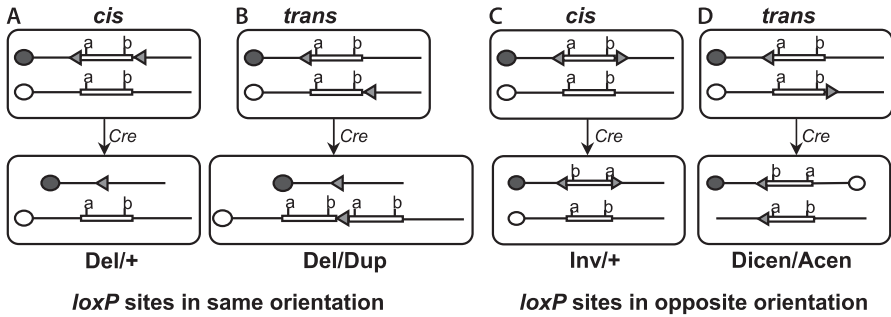 A cis B trans C cis D trans
a b a b a b a b
a b a b a b a b
Cre Cre Cre Cre
b a b a
a b a b a b a b a b
Del/+ Del/Dup Inv/+ Dicen/Acen
loxP sites in same orientation loxP sites in opposite orientation